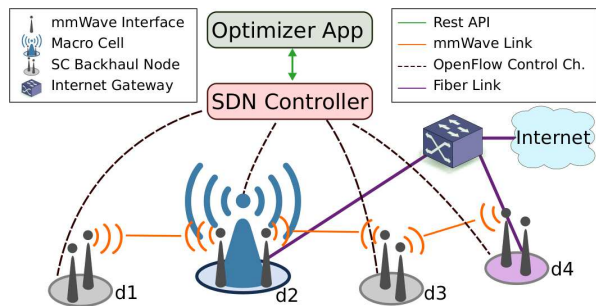 mmWave Interface
Macro Cell
SC Backhaul Node
Internet Gateway
Optimizer App
SDN Controller
Rest API
mmWave Link
OpenFlow Control Ch.
Fiber Link
Internet
d1
d2
d3
d4